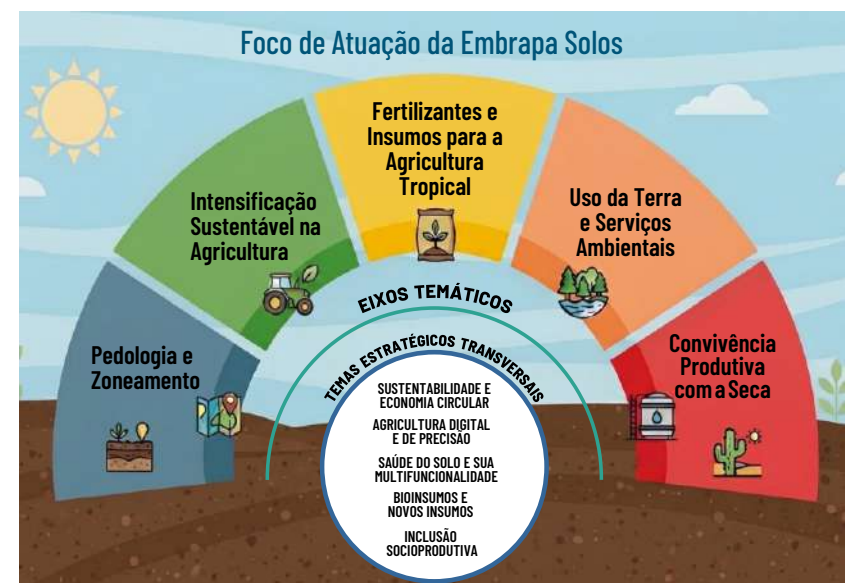 Foco de Atuação da Embrapa Solos
Pedologia e
Zoneamento
Intensificação
Sustentável na
Agricultura
Fertilizantes e
Insumos para a
Agricultura
Tropical
Uso da Terra
e Serviços
Ambientais
Convivência
Produtiva
com a Seca
EIXOS TEMÁTICOS
TEMAS ESTRATÉGICOS TRANSVERSAIS
SUSTENTABILIDADE E
ECONOMIA CIRCULAR
AGRICULTURA DIGITAL
E DE PRECISÃO
SAÚDE DO SOLO E SUA
MULTIFUNCIONALIDADE
BIOINSUMOS E
NOVOS INSUMOS
INCLUSÃO
SOCIOPRODUTIVA